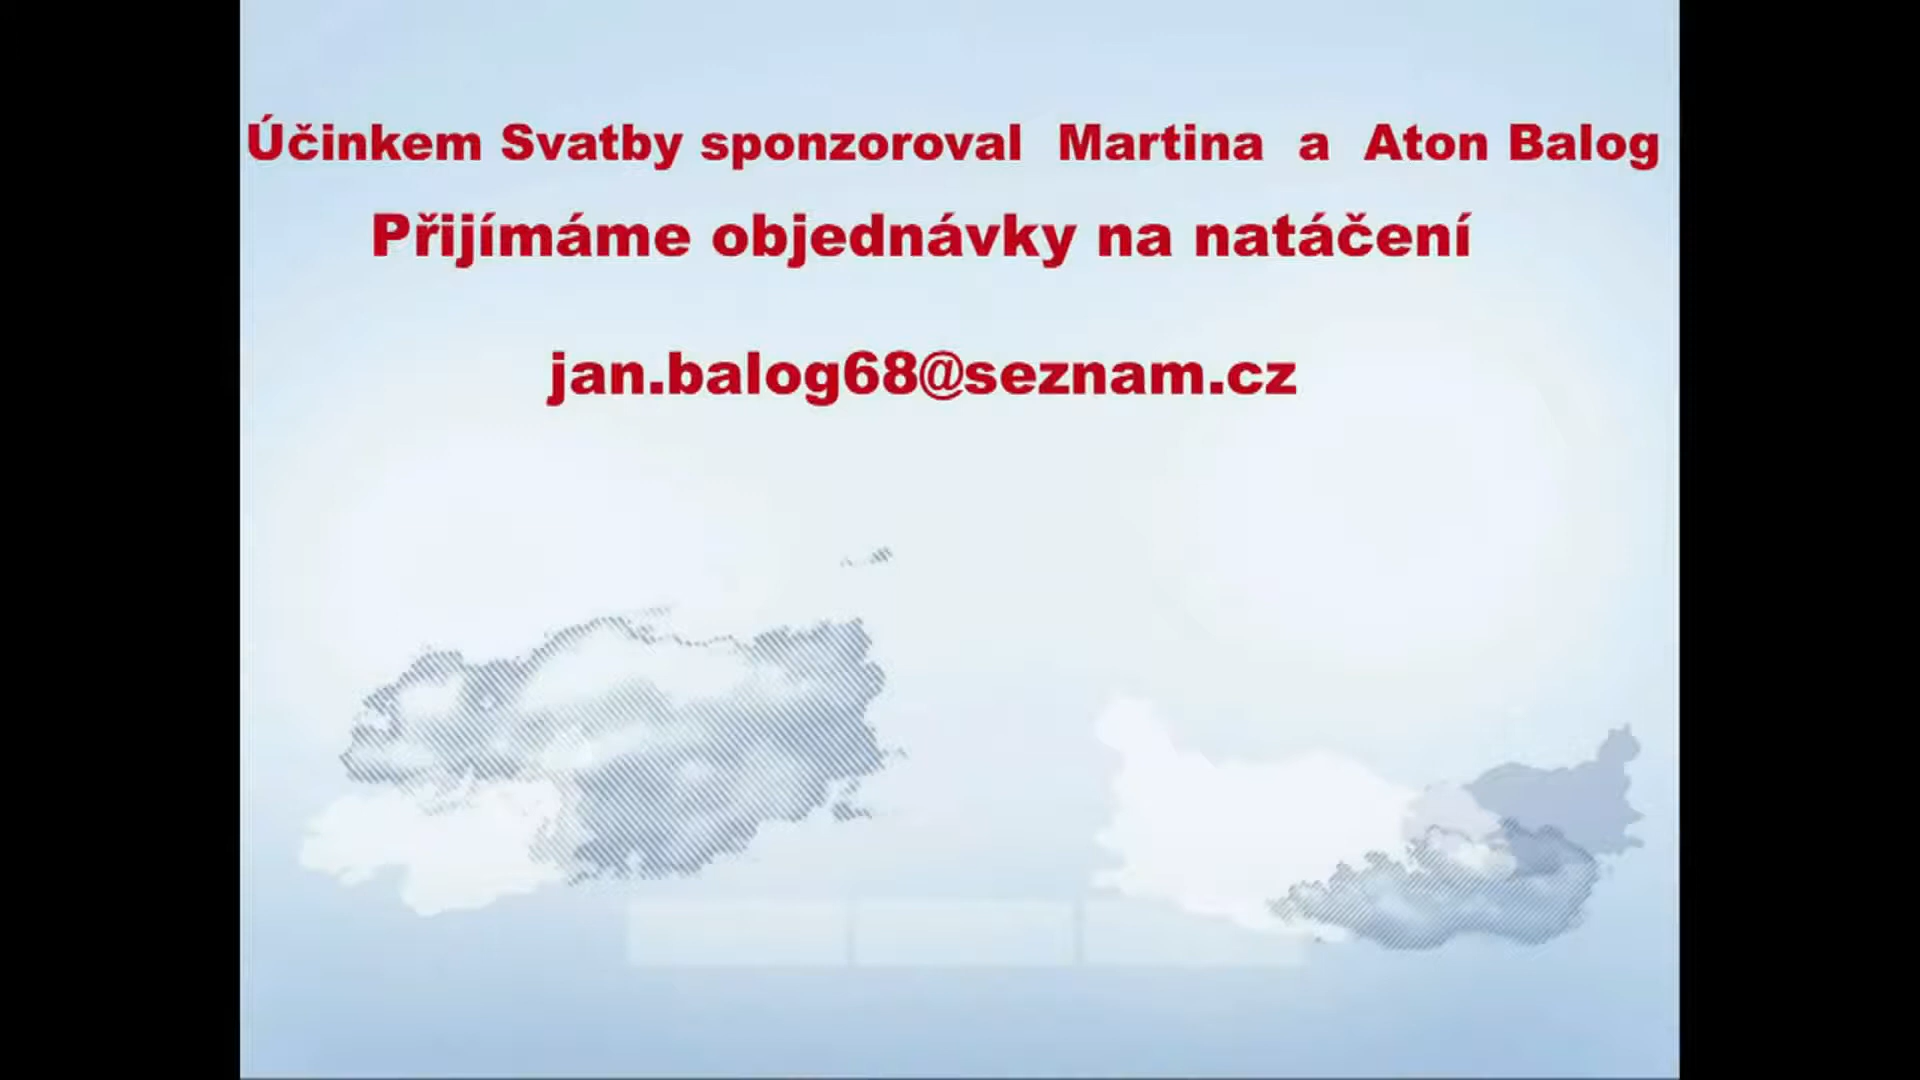 Účinkem Svatby sponzoroval Martina a Aton Balog
Přijímáme objednávky na natáčení
jan.balog68@seznam.cz